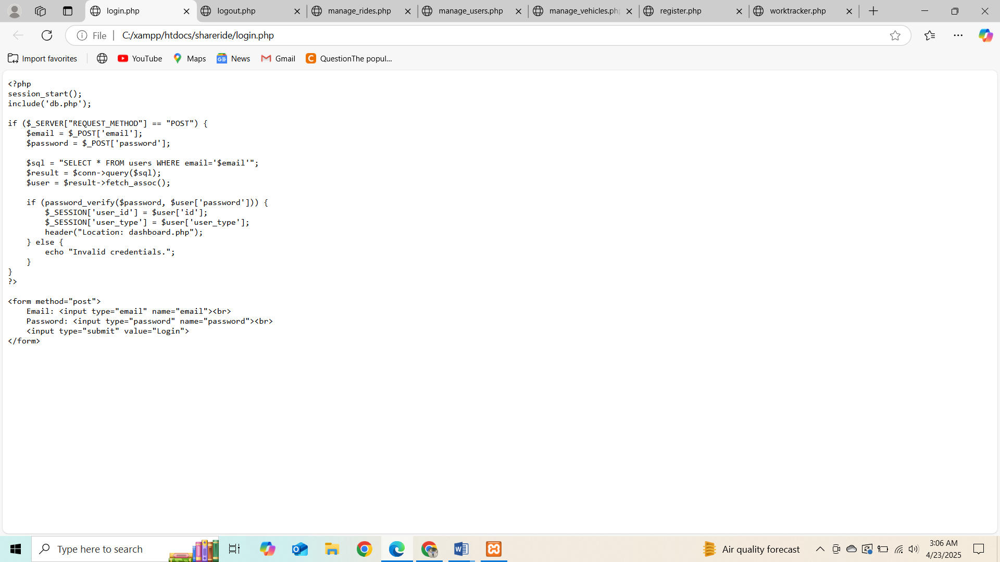 login.php
logout.php
manage_rides.php
manage_users.php
manage_vehicles.ph
register.php
worktracker.php
File
C:/xampp/htdocs/shareride/login.php
Import favorites
YouTube
Maps
News
Gmail
QuestionThe popul...
<?php
session_start();
include('db.php');

if ($_SERVER["REQUEST_METHOD"] == "POST") {
    $email = $_POST['email'];
    $password = $_POST['password'];

    $sql = "SELECT * FROM users WHERE email='$email'";
    $result = $conn->query($sql);
    $user = $result->fetch_assoc();

    if (password_verify($password, $user['password'])) {
        $_SESSION['user_id'] = $user['id'];
        $_SESSION['user_type'] = $user['user_type'];
        header("Location: dashboard.php");
    } else {
        echo "Invalid credentials.";
    }
}
?>

<form method="post">
    Email: <input type="email" name="email"><br>
    Password: <input type="password" name="password"><br>
    <input type="submit" value="Login">
</form>
Type here to search
Air quality forecast
3:06 AM
4/23/2025